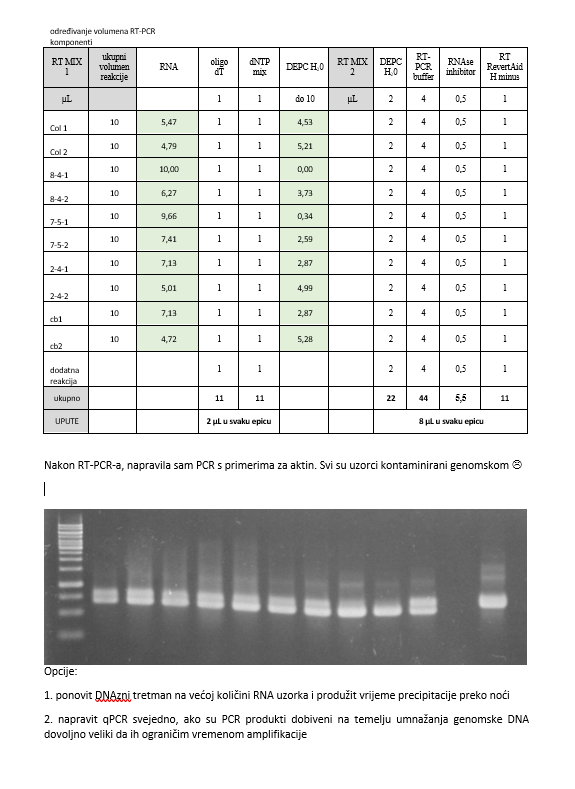 određivanje volumena RT-PCR
komponenti
RT MIX 1 ukupni volumen reakcije RNA oligo dT dNTP mix DEPC H₂0 RT MIX 2 DEPC H₂0 RT-PCR buffer RNAse inhibitor RT RevertAid H minus
µL 1 1 do 10 µL 2 4 0,5 1
Col 1 10 5,47 1 1 4,53 2 4 0,5 1
Col 2 10 4,79 1 1 5,21 2 4 0,5 1
8-4-1 10 10,00 1 1 0,00 2 4 0,5 1
8-4-2 10 6,27 1 1 3,73 2 4 0,5 1
7-5-1 10 9,66 1 1 0,34 2 4 0,5 1
7-5-2 10 7,41 1 1 2,59 2 4 0,5 1
2-4-1 10 7,13 1 1 2,87 2 4 0,5 1
2-4-2 10 5,01 1 1 4,99 2 4 0,5 1
cb1 10 7,13 1 1 2,87 2 4 0,5 1
cb2 10 4,72 1 1 5,28 2 4 0,5 1
dodatna reakcija 1 1 2 4 0,5 1
ukupno 11 11 22 44 5,5 11
UPUTE 2 µL u svaku epicu 8 µL u svaku epicu
Nakon RT-PCR-a, napravila sam PCR s primerima za aktin. Svi su uzorci kontaminirani genomskom ☹
Opcije:
1. ponovit DNAzni tretman na većoj količini RNA uzorka i produžit vrijeme precipitacije preko noći
2. napravit qPCR svejedno, ako su PCR produkti dobiveni na temelju umnažanja genomske DNA
dovoljno veliki da ih ograničim vremenom amplifikacije